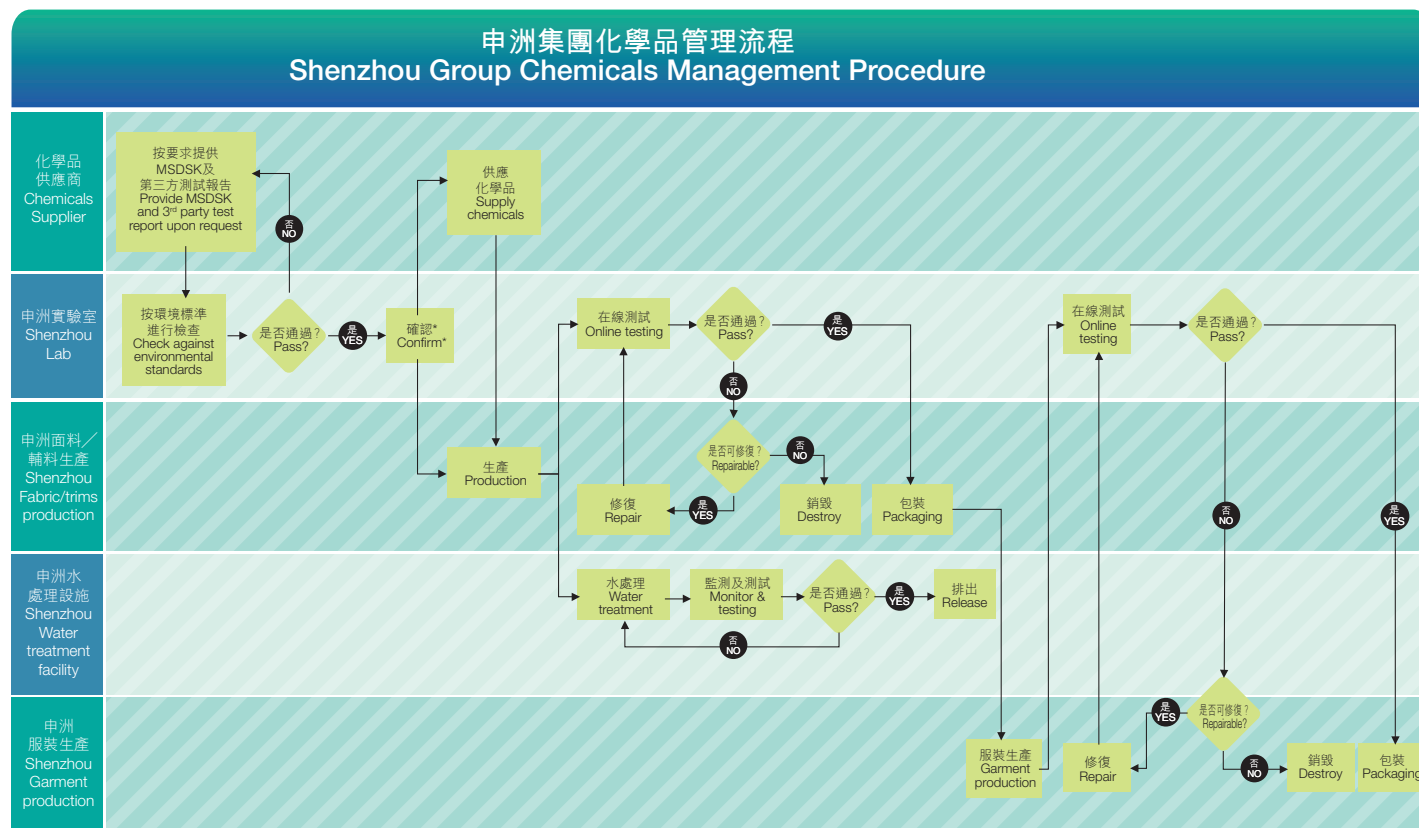 申洲集團化學品管理流程
Shenzhou Group Chemicals Management Procedure
化學品
供應商
Chemicals
Supplier
按要求提供
MSDSK及
第三方測試報告
Provide MSDSK
and 3rd party test
report upon request
否
NO
供應
化學品
Supply
chemicals
申洲實驗室
Shenzhou
Lab
按環境標準
進行檢查
Check against
environmental
standards
是否通過?
Pass?
是
YES
確認*
Confirm*
在線測試
Online testing
是否通過?
Pass?
是
YES
否
NO
在線測試
Online
testing
是否通過?
Pass?
申洲面料／
輔料生產
Shenzhou
Fabric/trims
production
生產
Production
修復
Repair
是
YES
是否可修復?
Repairable?
否
NO
銷毀
Destroy
包裝
Packaging
否
NO
是
YES
申洲水
處理設施
Shenzhou
Water
treatment
facility
水處理
Water
treatment
監測及測試
Monitor &
testing
是否通過?
Pass?
是
YES
排出
Release
否
NO
申洲
服裝生產
Shenzhou
Garment
production
服裝生產
Garment
production
修復
Repair
是
YES
是否可修復?
Repairable?
否
NO
銷毀
Destroy
包裝
Packaging